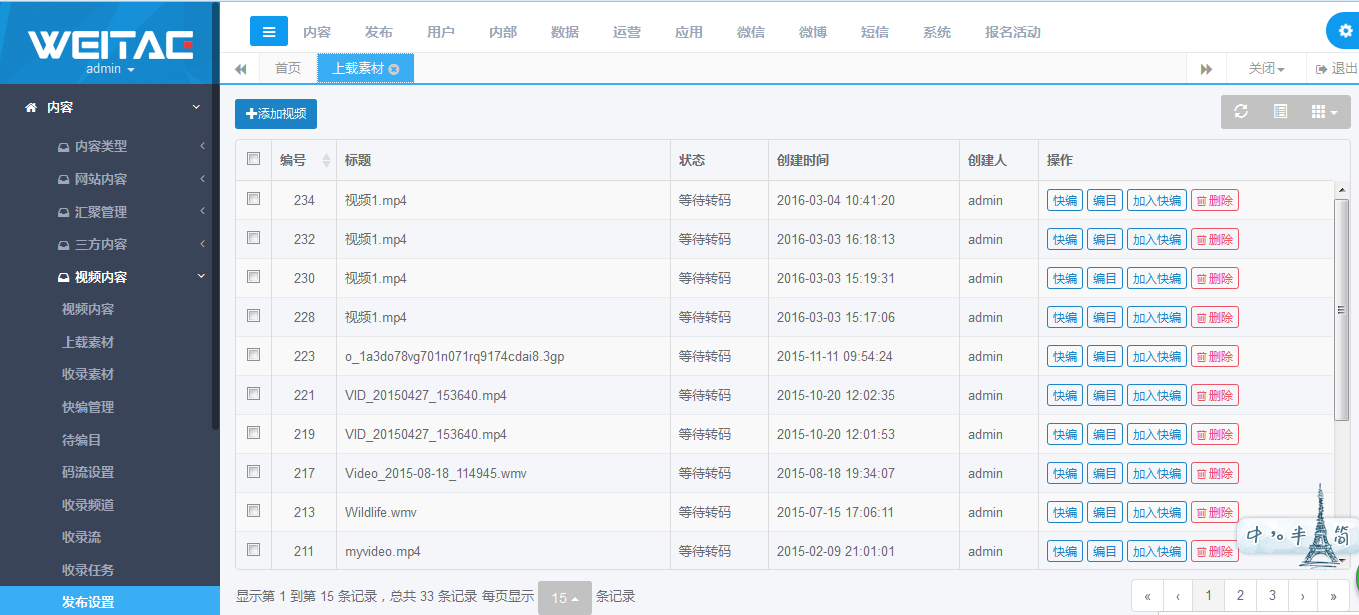 WEITAC
admin
内容 发布 用户 内部 数据 运营 应用 微信 微博 短信 系统 报名活动
首页 上载素材 关闭 退出
内容
内容类型
网站内容
汇聚管理
三方内容
视频内容
视频内容
上载素材
收录素材
快编管理
待编目
码流设置
收录频道
收录流
收录任务
发布设置
添加视频
编号 标题 状态 创建时间 创建人 操作
234 视频1.mp4 等待转码 2016-03-04 10:41:20 admin 快编 编目 加入快编 删除
232 视频1.mp4 等待转码 2016-03-03 16:18:13 admin 快编 编目 加入快编 删除
230 视频1.mp4 等待转码 2016-03-03 15:19:31 admin 快编 编目 加入快编 删除
228 视频1.mp4 等待转码 2016-03-03 15:17:06 admin 快编 编目 加入快编 删除
223 o_1a3do78vg701n071rq9174cdai8.3gp 等待转码 2015-11-11 09:54:24 admin 快编 编目 加入快编 删除
221 VID_20150427_153640.mp4 等待转码 2015-10-20 12:02:35 admin 快编 编目 加入快编 删除
219 VID_20150427_153640.mp4 等待转码 2015-10-20 12:01:53 admin 快编 编目 加入快编 删除
217 Video_2015-08-18_114945.wmv 等待转码 2015-08-18 19:34:07 admin 快编 编目 加入快编 删除
213 Wildlife.wmv 等待转码 2015-07-15 17:06:11 admin 快编 编目 加入快编 删除
211 myvideo.mp4 等待转码 2015-02-09 21:01:01 admin 快编 编目 加入快编 删除
中 半 简
显示第 1 到第 15 条记录，总共 33 条记录 每页显示 15 条记录
« ‹ 1 2 3 › »